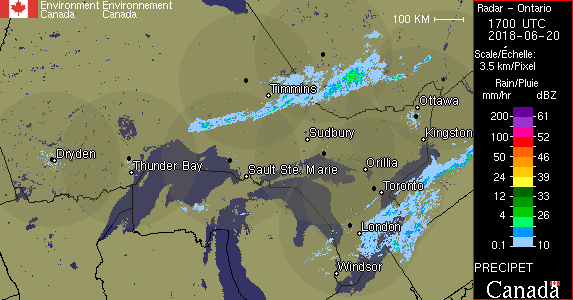 Environment Environnement
Canada Canada
100 KM
Timmins
Ottawa
Sudbury
Kingston
Dryden
Thunder Bay
Sault Ste. Marie
Orillia
Toronto
London
Windsor
Radar - Ontario
1700 UTC
2018-06-20
Scale/Échelle:
3.5 km/Pixel
Rain/Pluie
mm/hr dBZ
200 61
100 56
50 52
50 46
24 39
12 33
4 26
0.1 10
PRECIPET
Canada